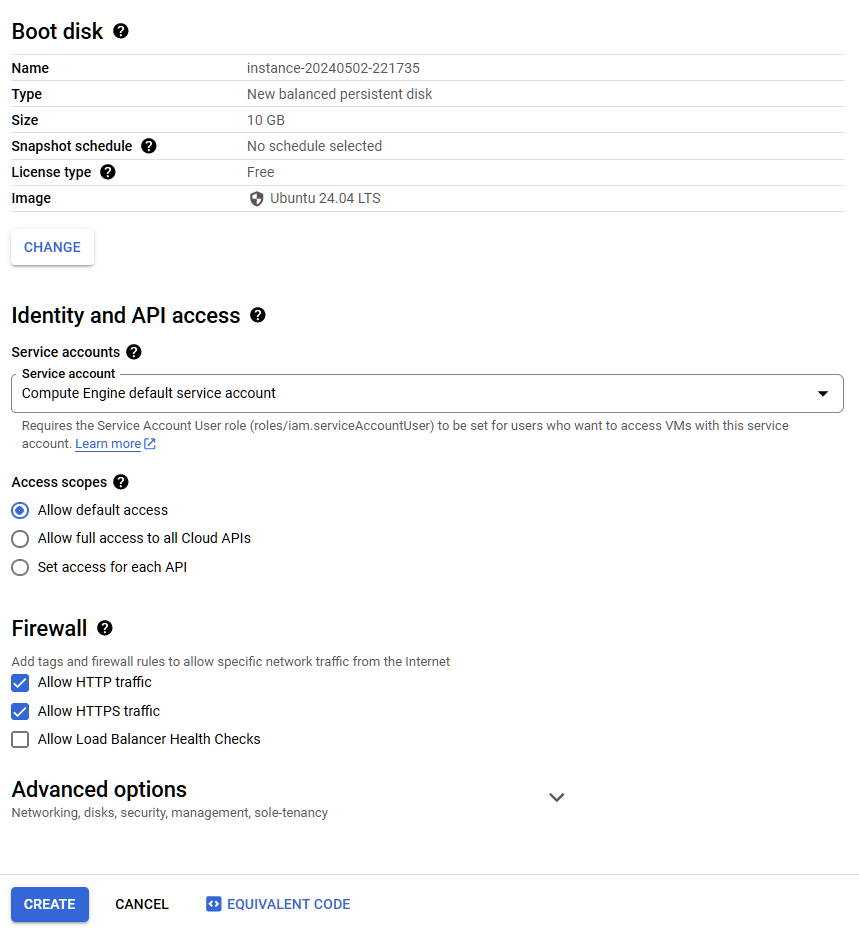 Boot disk
Name instance-20240502-221735
Type New balanced persistent disk
Size 10 GB
Snapshot schedule No schedule selected
License type Free
Image Ubuntu 24.04 LTS
CHANGE
Identity and API access
Service accounts
Service account
Compute Engine default service account
Requires the Service Account User role (roles/iam.serviceAccountUser) to be set for users who want to access VMs with this service
account. Learn more
Access scopes
Allow default access
Allow full access to all Cloud APIs
Set access for each API
Firewall
Add tags and firewall rules to allow specific network traffic from the Internet
Allow HTTP traffic
Allow HTTPS traffic
Allow Load Balancer Health Checks
Advanced options
Networking, disks, security, management, sole-tenancy
CREATE CANCEL EQUIVALENT CODE